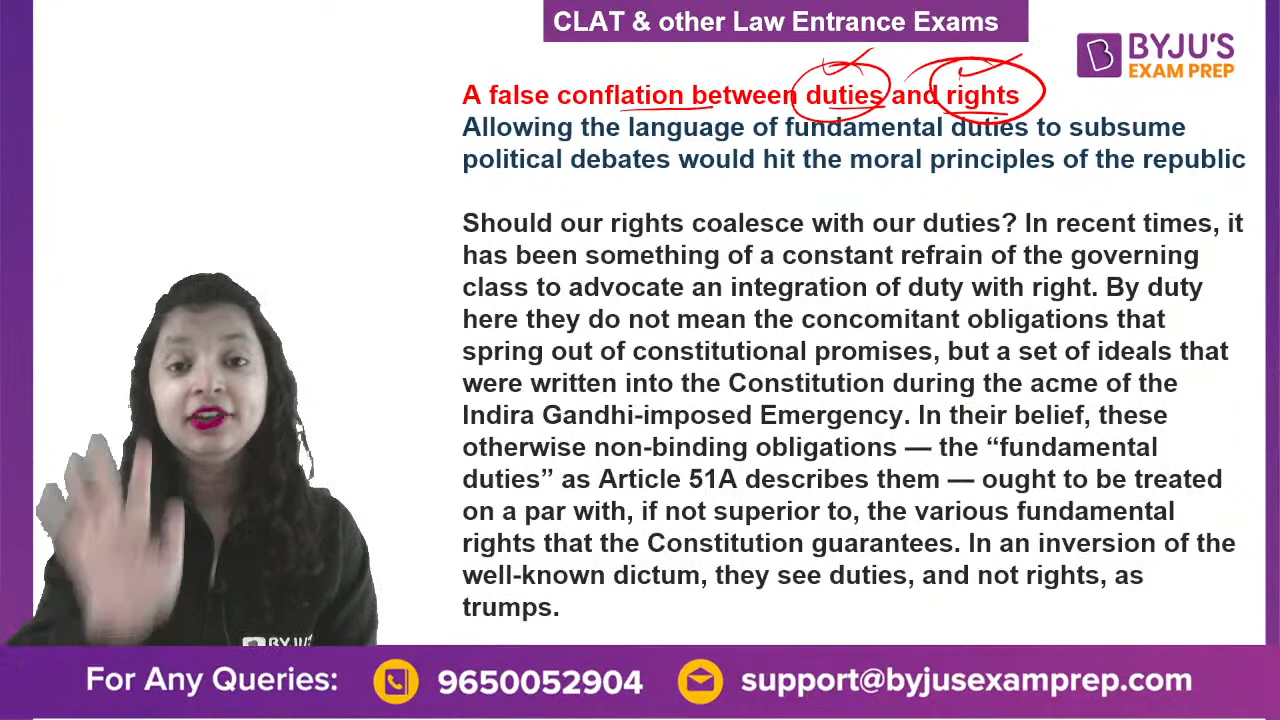 CLAT & other Law Entrance Exams
BYJU'S
EXAM PREP
A false conflation between duties and rights
Allowing the language of fundamental duties to subsume
political debates would hit the moral principles of the republic
Should our rights coalesce with our duties? In recent times, it
has been something of a constant refrain of the governing
class to advocate an integration of duty with right. By duty
here they do not mean the concomitant obligations that
spring out of constitutional promises, but a set of ideals that
were written into the Constitution during the acme of the
Indira Gandhi-imposed Emergency. In their belief, these
otherwise non-binding obligations — the “fundamental
duties” as Article 51A describes them — ought to be treated
on a par with, if not superior to, the various fundamental
rights that the Constitution guarantees. In an inversion of the
well-known dictum, they see duties, and not rights, as
trumps.
For Any Queries: 9650052904 support@byjusexamprep.com